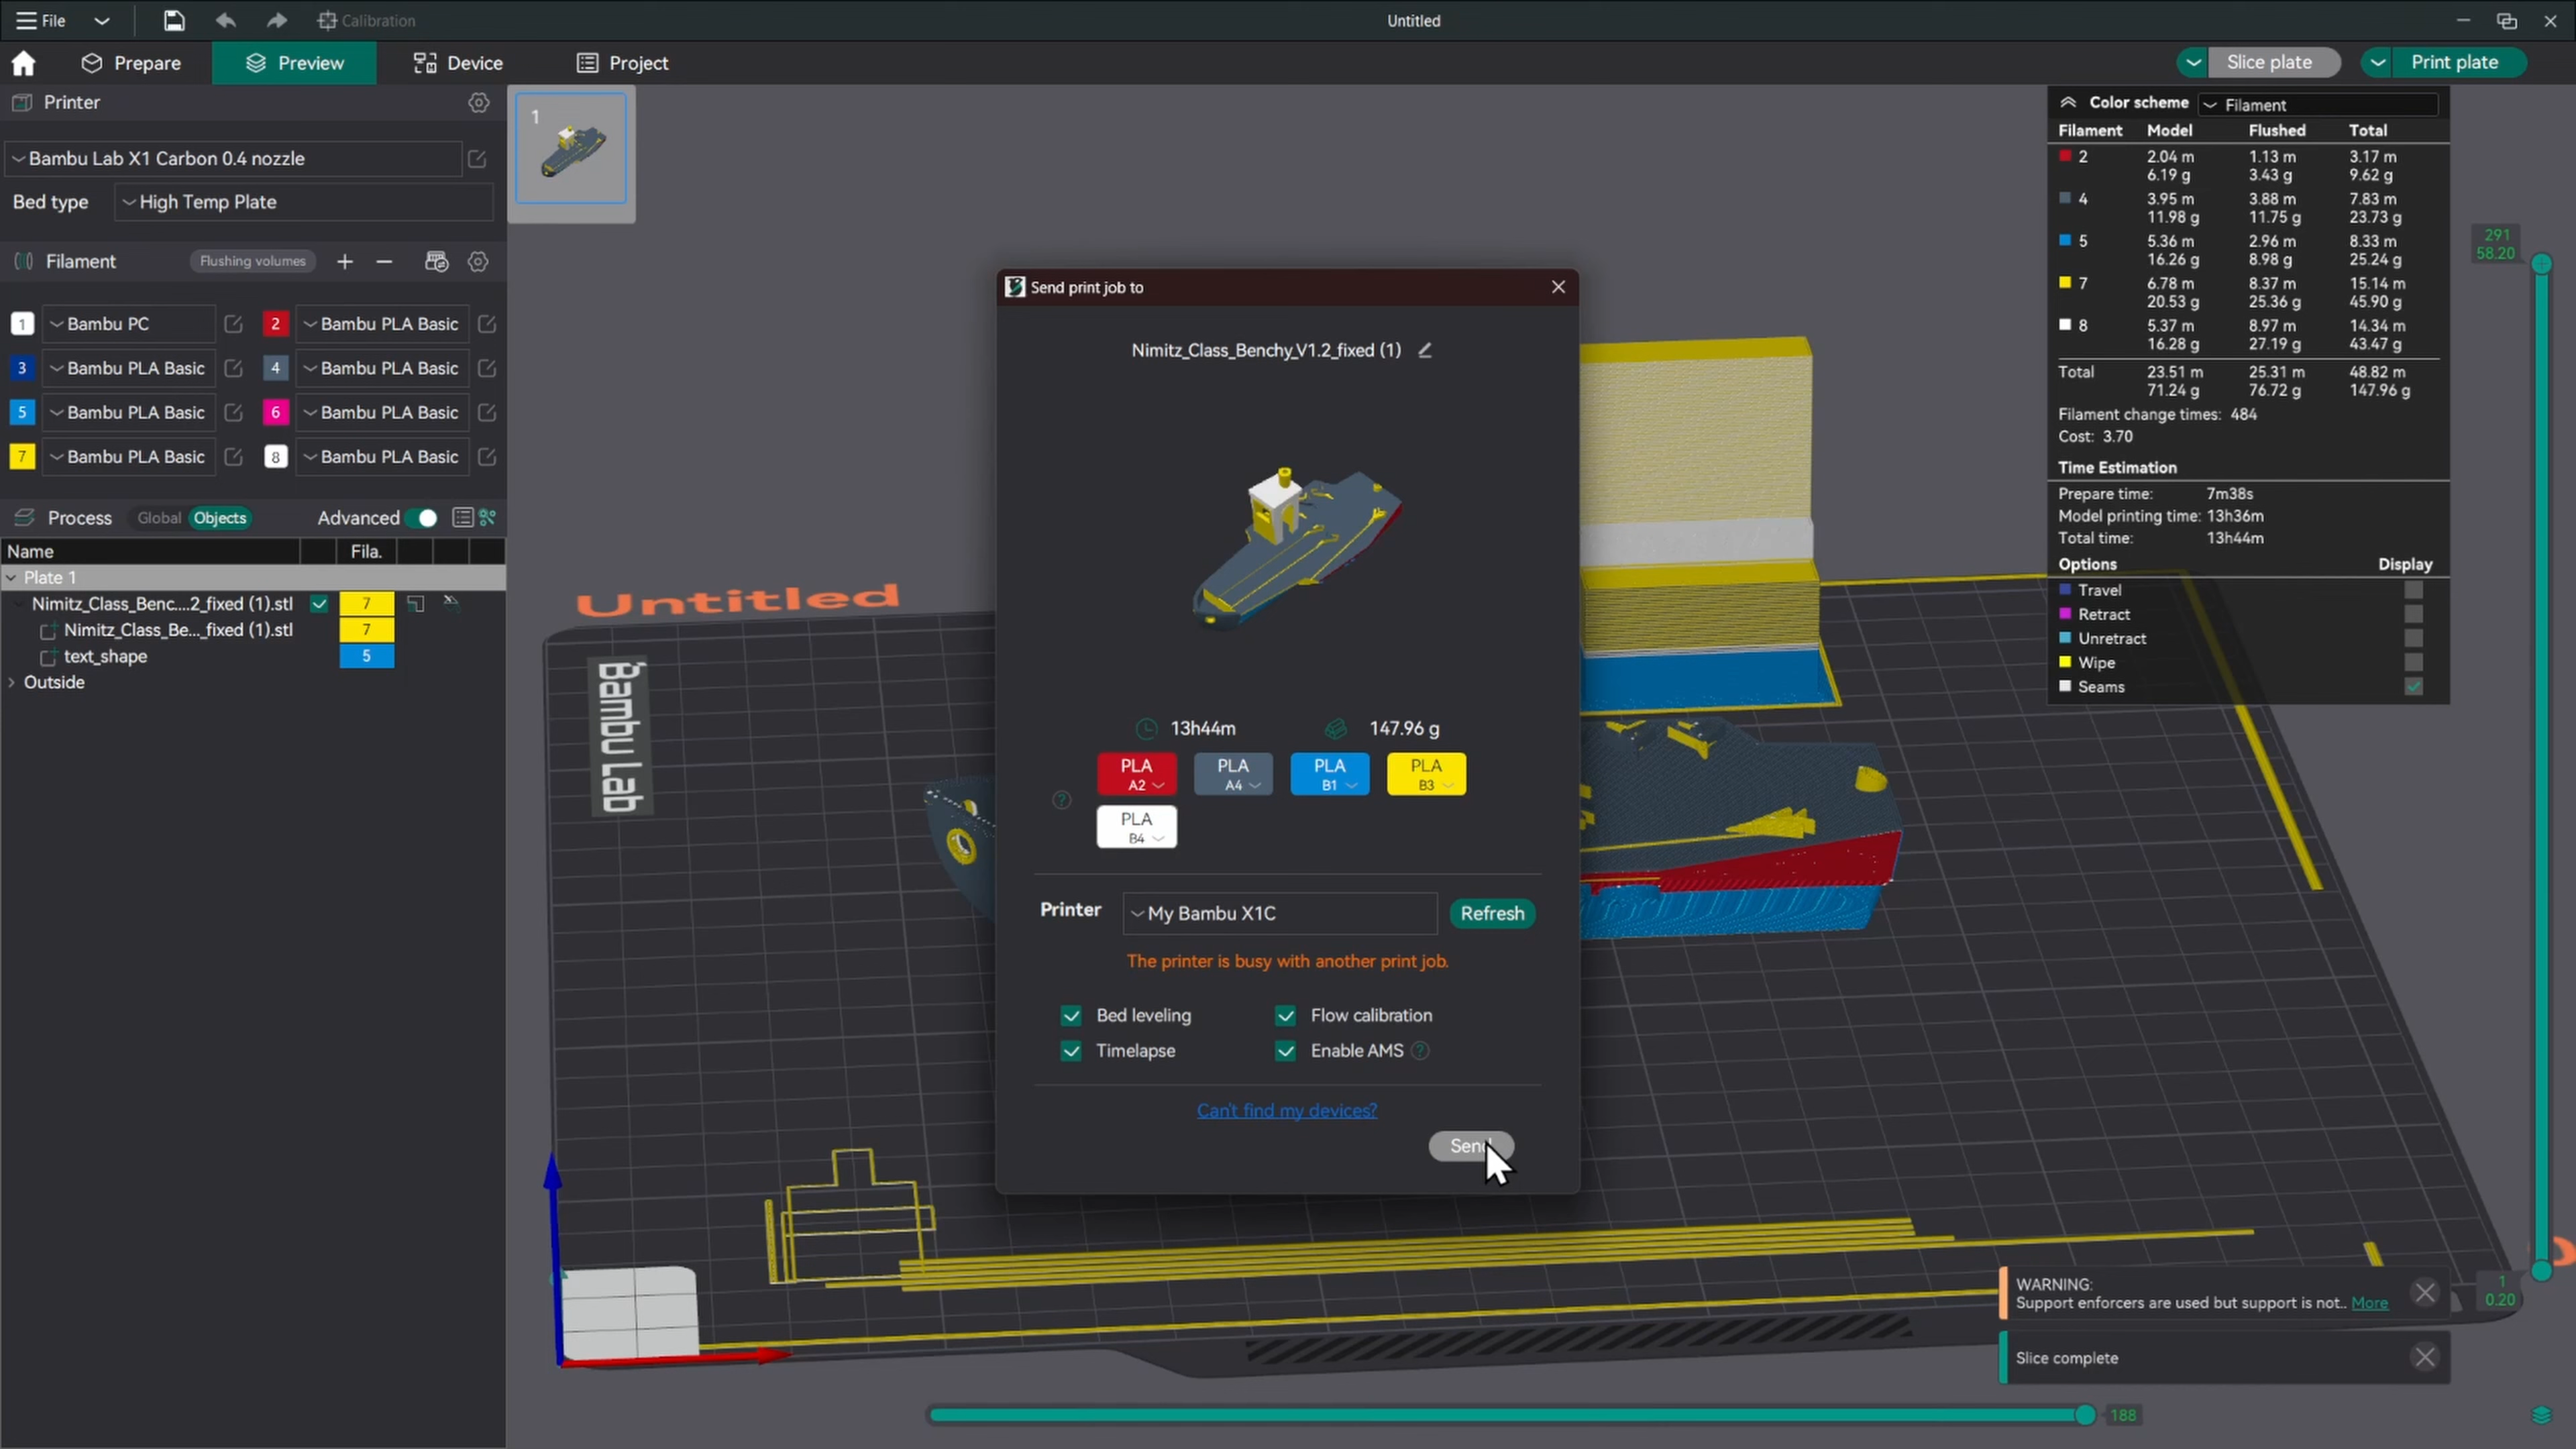 File
Calibration
Untitled
Prepare
Preview
Device
Project
Slice plate
Print plate
Printer
Bambu Lab X1 Carbon 0.4 nozzle
Bed type
High Temp Plate
Filament
Flushing volumes
1 Bambu PC
2 Bambu PLA Basic
3 Bambu PLA Basic
4 Bambu PLA Basic
5 Bambu PLA Basic
6 Bambu PLA Basic
7 Bambu PLA Basic
8 Bambu PLA Basic
Process Global Objects Advanced
Name Fila.
Plate 1
Nimitz_Class_Benc....2_fixed (1).stl 7
Nimitz_Class_Be..._fixed (1).stl 7
text_shape 5
Outside
1
Untitled
Bambu Lab
Send print job to
Nimitz_Class_Benchy_V1.2_fixed (1)
13h44m 147.96 g
PLA A2
PLA A4
PLA B1
PLA B3
PLA B4
Printer My Bambu X1C Refresh
The printer is busy with another print job.
Bed leveling Flow calibration
Timelapse Enable AMS ?
Can't find my devices?
Send
Color scheme Filament
Filament Model Flushed Total
2 2.04 m 1.13 m 3.17 m
6.19 g 3.43 g 9.62 g
4 3.95 m 3.88 m 7.83 m
11.98 g 11.75 g 23.73 g
5 5.36 m 2.96 m 8.33 m
16.26 g 8.98 g 25.24 g
7 6.78 m 8.37 m 15.14 m
20.53 g 25.36 g 45.90 g
8 5.37 m 8.97 m 14.34 m
16.28 g 27.19 g 43.47 g
Total 23.51 m 25.31 m 48.82 m
71.24 g 76.72 g 147.96 g
Filament change times: 484
Cost: 3.70
Time Estimation
Prepare time: 7m38s
Model printing time: 13h36m
Total time: 13h44m
Options Display
Travel
Retract
Unretract
Wipe
Seams
291
58.20
1
0.20
WARNING:
Support enforcers are used but support is not.. More
Slice complete
188